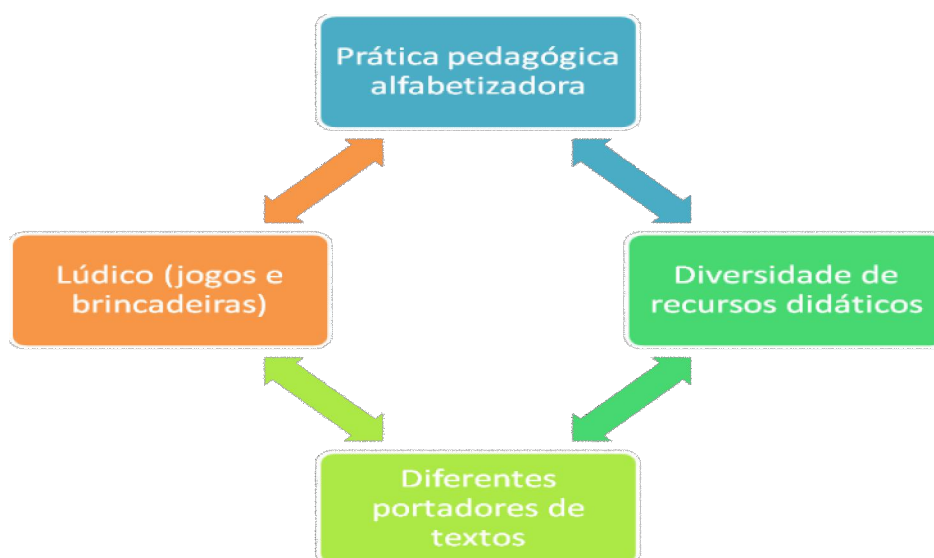 Prática pedagógica
alfabetizadora
Lúdico (jogos e
brincadeiras)
Diversidade de
recursos didáticos
Diferentes
portadores de
textos